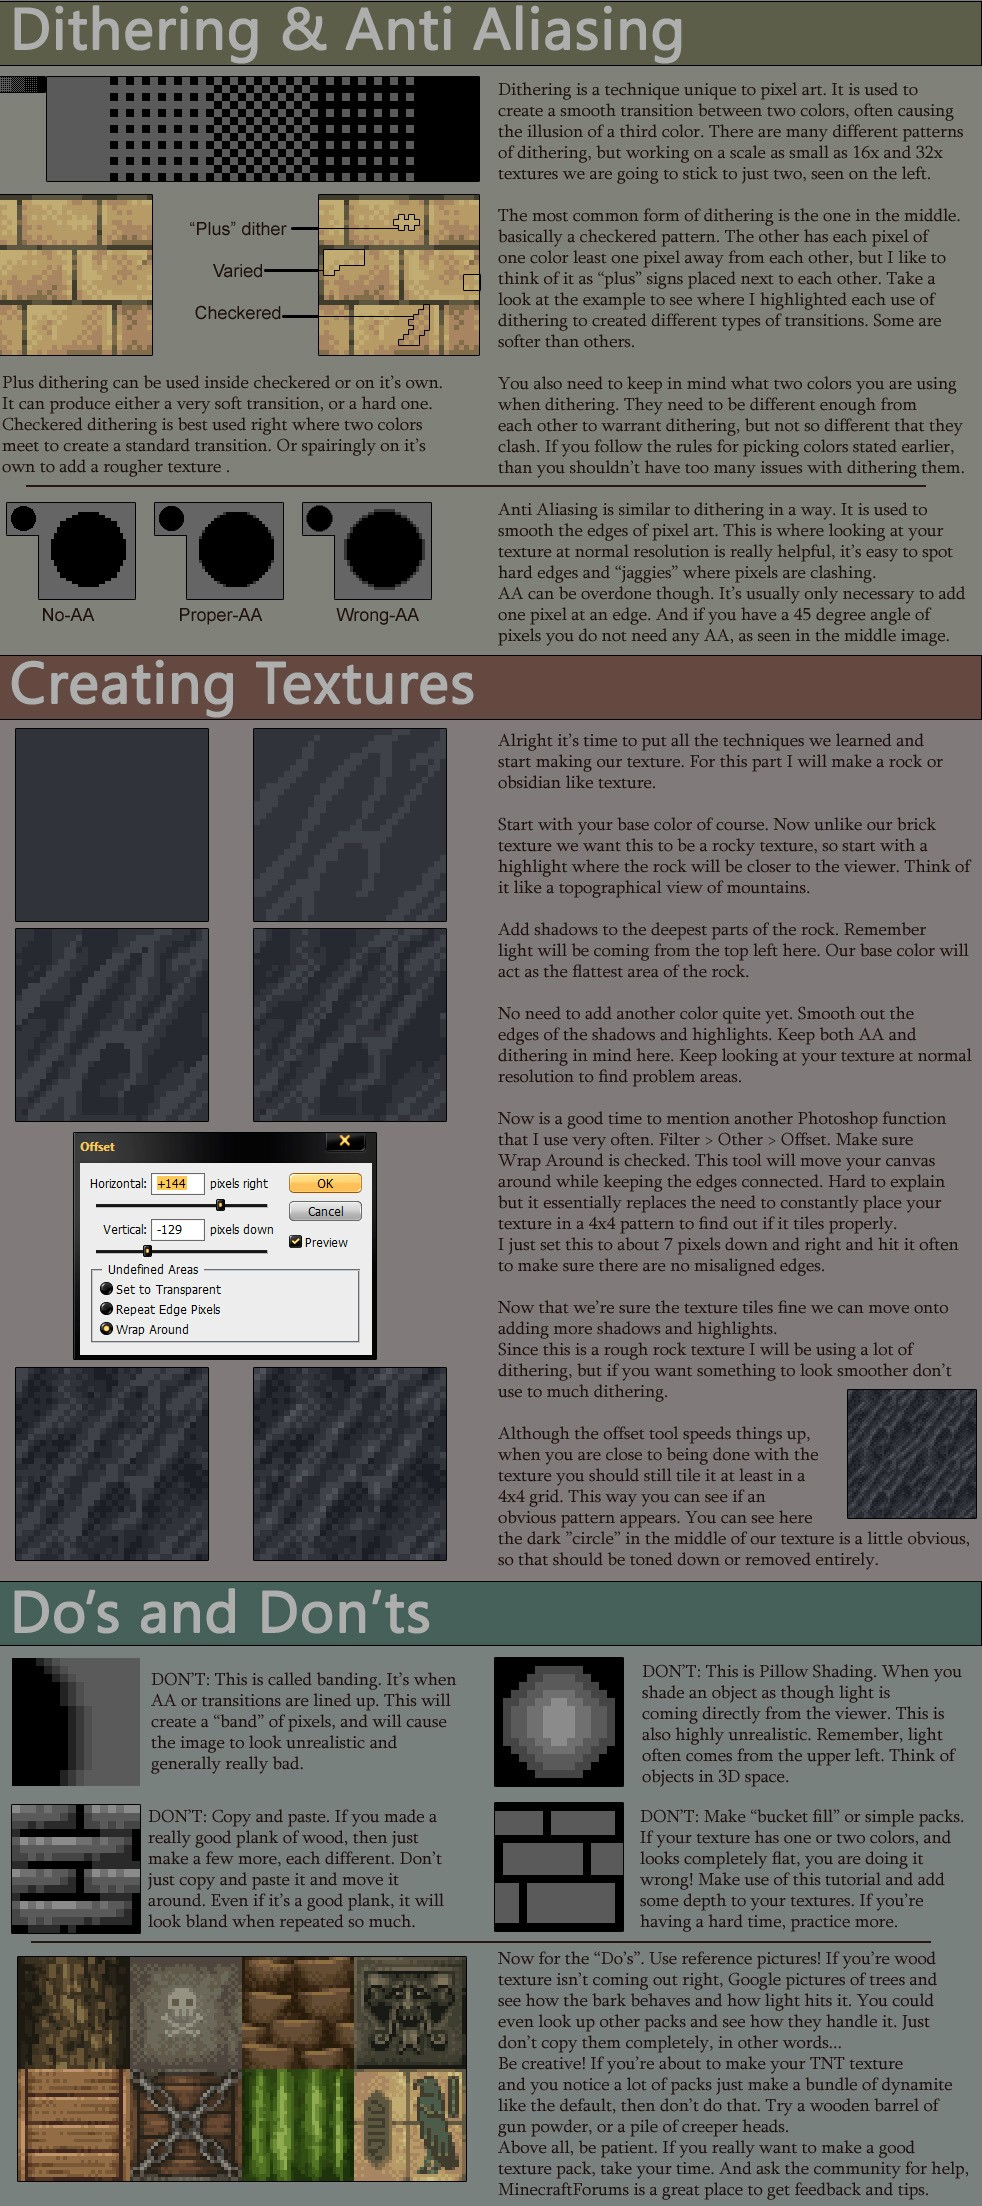 Dithering & Anti Aliasing
Dithering is a technique unique to pixel art. It is used to
create a smooth transition between two colors, often causing
the illusion of a third color. There are many different patterns
of dithering, but working on a scale as small as 16x and 32x
textures we are going to stick to just two, seen on the left.
The most common form of dithering is the one in the middle.
basically a checkered pattern. The other has each pixel of
one color least one pixel away from each other, but I like to
think of it as “plus” signs placed next to each other. Take a
look at the example to see where I highlighted each use of
dithering to created different types of transitions. Some are
softer than others.
"Plus" dither
Varied
Checkered
Plus dithering can be used inside checkered or on it’s own.
It can produce either a very soft transition, or a hard one.
Checkered dithering is best used right where two colors
meet to create a standard transition. Or spairingly on it’s
own to add a rougher texture .
You also need to keep in mind what two colors you are using
when dithering. They need to be different enough from
each other to warrant dithering, but not so different that they
clash. If you follow the rules for picking colors stated earlier,
than you shouldn’t have too many issues with dithering them.
No-AA
Proper-AA
Wrong-AA
Anti Aliasing is similar to dithering in a way. It is used to
smooth the edges of pixel art. This is where looking at your
texture at normal resolution is really helpful, it’s easy to spot
hard edges and “jaggies” where pixels are clashing.
AA can be overdone though. It’s usually only necessary to add
one pixel at an edge. And if you have a 45 degree angle of
pixels you do not need any AA, as seen in the middle image.
Creating Textures
Alright it’s time to put all the techniques we learned and
start making our texture. For this part I will make a rock or
obsidian like texture.
Start with your base color of course. Now unlike our brick
texture we want this to be a rocky texture, so start with a
highlight where the rock will be closer to the viewer. Think of
it like a topographical view of mountains.
Add shadows to the deepest parts of the rock. Remember
light will be coming from the top left here. Our base color will
act as the flattest area of the rock.
No need to add another color quite yet. Smooth out the
edges of the shadows and highlights. Keep both AA and
dithering in mind here. Keep looking at your texture at normal
resolution to find problem areas.
Offset
X
Horizontal: +144 pixels right
OK
Cancel
Vertical: -129 pixels down
Preview
Undefined Areas
Set to Transparent
Repeat Edge Pixels
Wrap Around
Now is a good time to mention another Photoshop function
that I use very often. Filter > Other > Offset. Make sure
Wrap Around is checked. This tool will move your canvas
around while keeping the edges connected. Hard to explain
but it essentially replaces the need to constantly place your
texture in a 4x4 pattern to find out if it tiles properly.
I just set this to about 7 pixels down and right and hit it often
to make sure there are no misaligned edges.
Now that we’re sure the texture tiles fine we can move onto
adding more shadows and highlights.
Since this is a rough rock texture I will be using a lot of
dithering, but if you want something to look smoother don’t
use to much dithering.
Although the offset tool speeds things up,
when you are close to being done with the
texture you should still tile it at least in a
4x4 grid. This way you can see if an
obvious pattern appears. You can see here
the dark ”circle” in the middle of our texture is a little obvious,
so that should be toned down or removed entirely.
Do’s and Don’ts
DON’T: This is called banding. It’s when
AA or transitions are lined up. This will
create a “band” of pixels, and will cause
the image to look unrealistic and
generally really bad.
DON’T: This is Pillow Shading. When you
shade an object as though light is
coming directly from the viewer. This is
also highly unrealistic. Remember, light
often comes from the upper left. Think of
objects in 3D space.
DON’T: Copy and paste. If you made a
really good plank of wood, then just
make a few more, each different. Don’t
just copy and paste it and move it
around. Even if it’s a good plank, it will
look bland when repeated so much.
DON’T: Make “bucket fill” or simple packs.
If your texture has one or two colors, and
looks completely flat, you are doing it
wrong! Make use of this tutorial and add
some depth to your textures. If you’re
having a hard time, practice more.
Now for the “Do’s”. Use reference pictures! If you’re wood
texture isn’t coming out right, Google pictures of trees and
see how the bark behaves and how light hits it. You could
even look up other packs and see how they handle it. Just
don’t copy them completely, in other words...
Be creative! If you’re about to make your TNT texture
and you notice a lot of packs just make a bundle of dynamite
like the default, then don’t do that. Try a wooden barrel of
gun powder, or a pile of creeper heads.
Above all, be patient. If you really want to make a good
texture pack, take your time. And ask the community for help,
MinecraftForums is a great place to get feedback and tips.